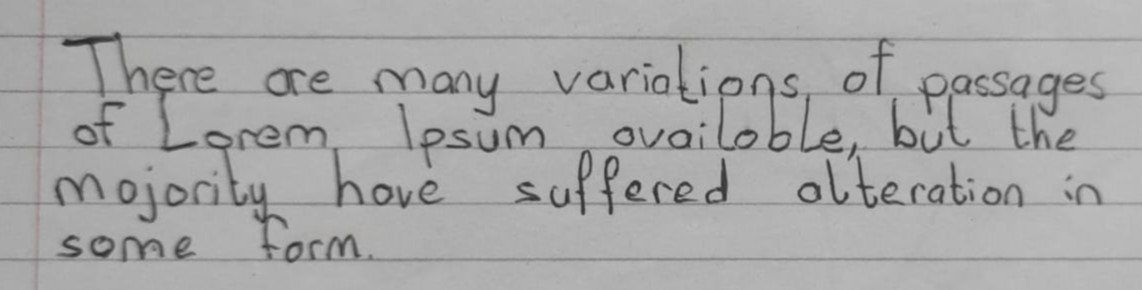 There are many variations of passages
of Lorem Ipsum available, but the
majority have suffered alteration in
some form.